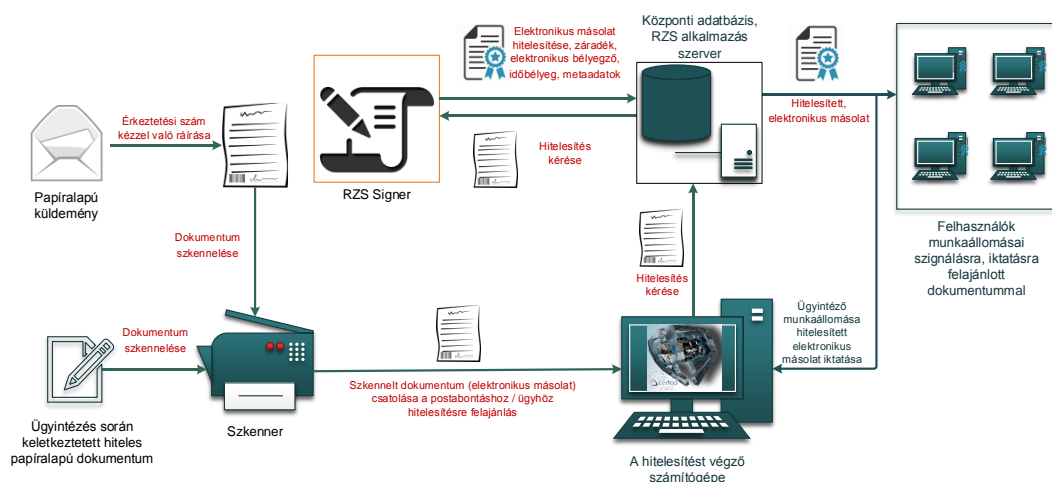 Elektronikus másolat
hitelesítése, záradék,
elektronikus bélyegző,
időbélyeg, metaadatok
Központi adatbázis,
RZS alkalmazás
szerver
Érkeztetési szám
kézzel való ráírása
Hitelesített,
elektronikus másolat
Hitelesítés
kérése
Papíralapú
küldemény
RZS Signer
Dokumentum
szkennelése
Felhasználók
munkaállomásai
szignálásra, iktatásra
felajánlott
dokumentummal
Hitelesítés
kérése
Ügyintéző
munkaállomása
hitelesített
elektronikus
másolat iktatása
Dokumentum
szkennelése
Szkennelt dokumentum (elektronikus másolat)
csatolása a postabontáshoz / ügyhöz
hitelesítésre felajánlás
Ügyintézés során
keletkeztetett hiteles
papíralapú dokumentum
Szkenner
A hitelesítést végző
számítógépe